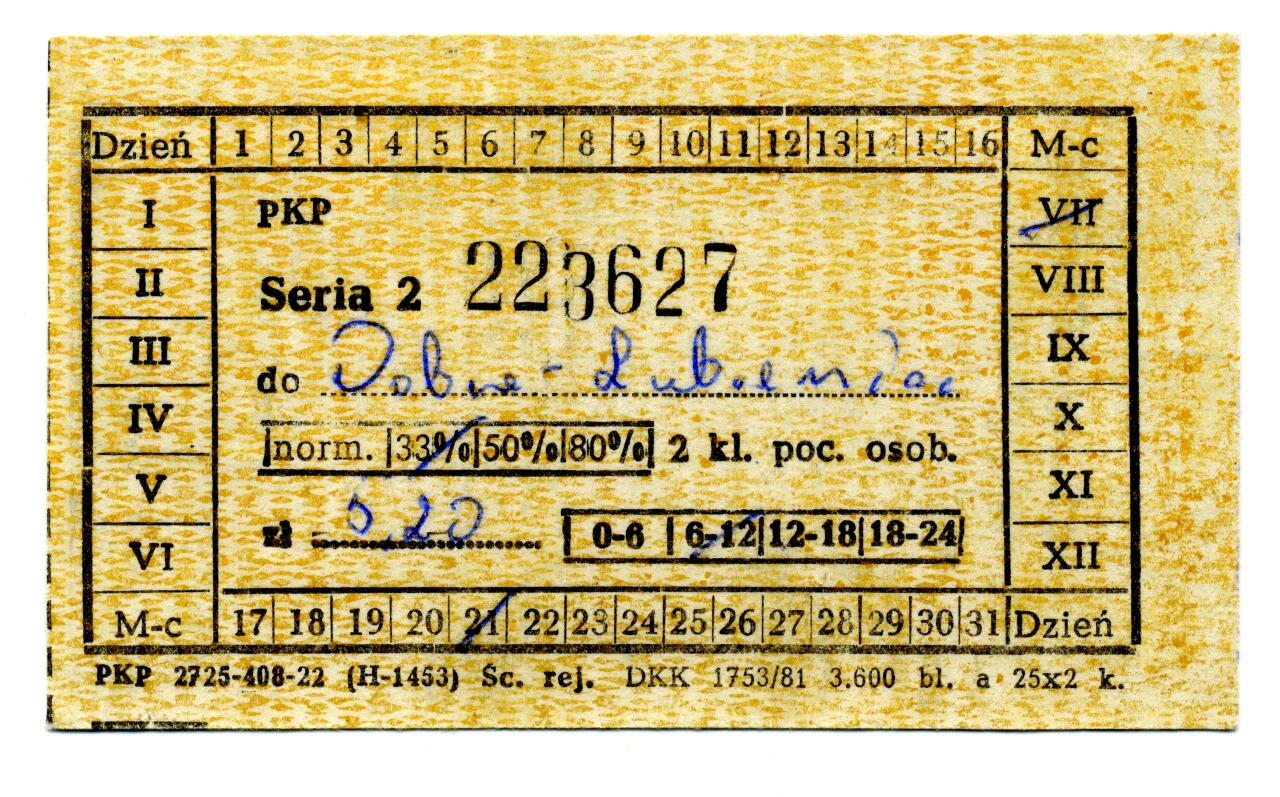 Dzień 1 2 3 4 5 6 7 8 9 10 11 12 13 14 15 16 M-c
I PKP VII
II Seria 2 223627 VIII
III do IX
IV norm. 33% 50% 80% 2 kl. poc. osob. X
V XI
VI zł 5,20 0-6 6-12 12-18 18-24 XII
M-c 17 18 19 20 21 22 23 24 25 26 27 28 29 30 31 Dzień
PKP 2725-408-22 (H-1453) Śc. rej. DKK 1753/81 3.600 bl. a 25x2 k.